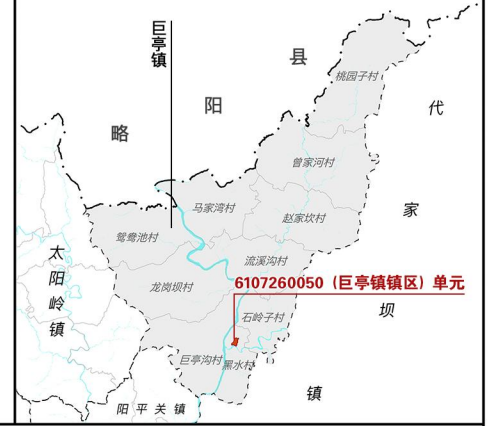 巨亭镇
略
阳
县
代
家
坝
镇
桃园子村
曾家河村
马家湾村
赵家坎村
鸳鸯池村
流溪沟村
太阳岭镇
龙岗坝村
6107260050（巨亭镇镇区）单元
石岭子村
巨亭沟村
黑水村
阳平关镇